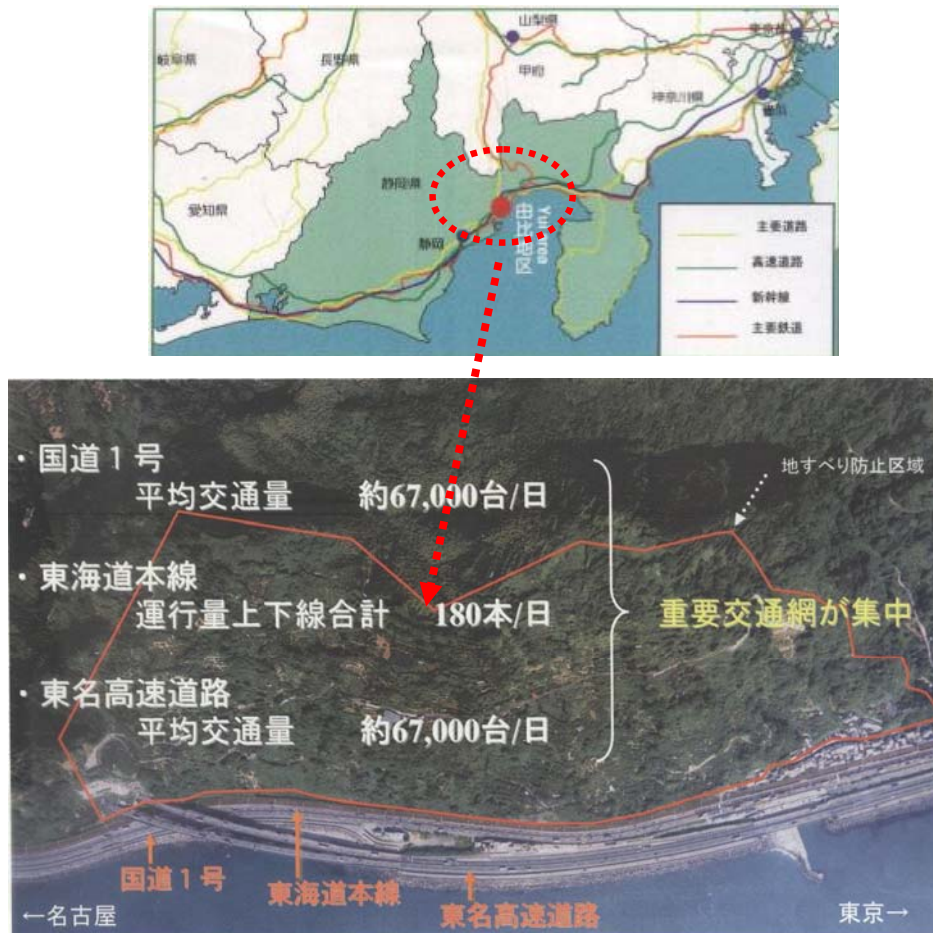 山梨県
東京都
岐阜県
長野県
甲府
神奈川県
静岡県
愛知県
静岡
Yui area
由比地区
主要道路
高速道路
新幹線
主要鉄道
・国道1号
平均交通量 約67,000台/日
地すべり防止区域
・東海道本線
運行量上下線合計 180本/日
重要交通網が集中
・東名高速道路
平均交通量 約67,000台/日
国道1号
東海道本線
東名高速道路
←名古屋
東京→